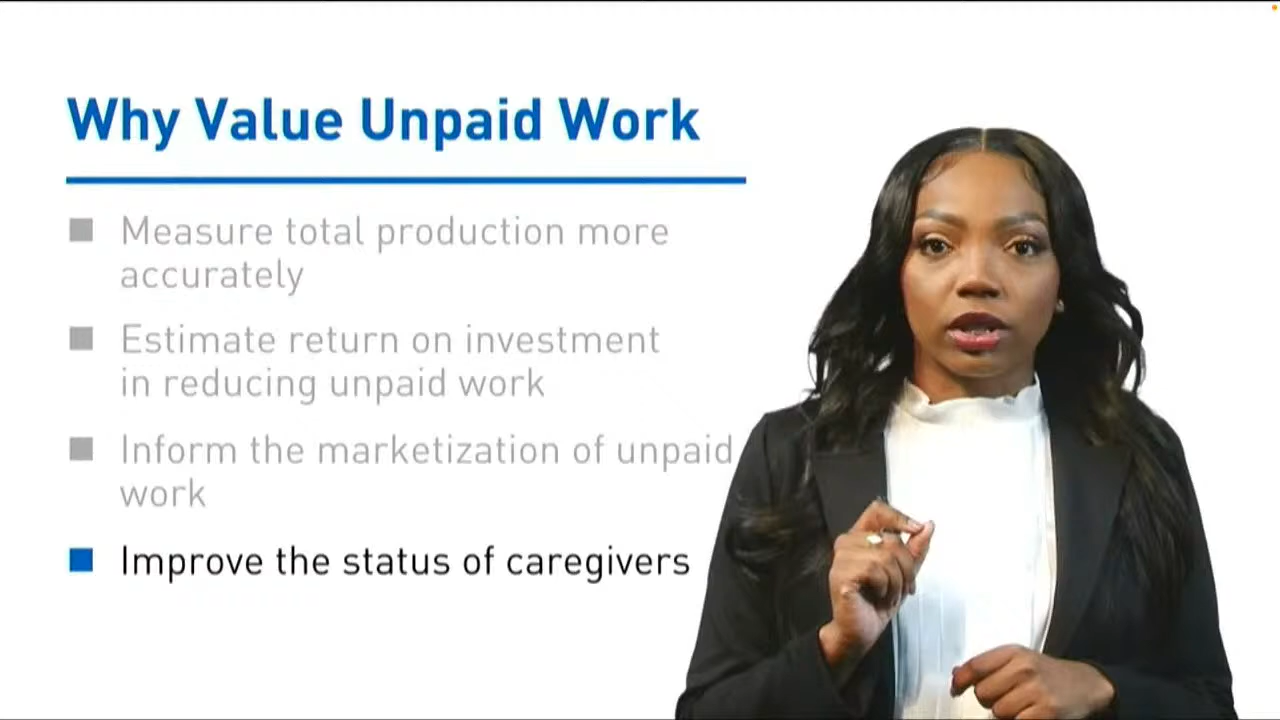 Why Value Unpaid Work
Measure total production more
accurately
Estimate return on investment
in reducing unpaid work
Inform the marketization of unpaid
work
Improve the status of caregivers